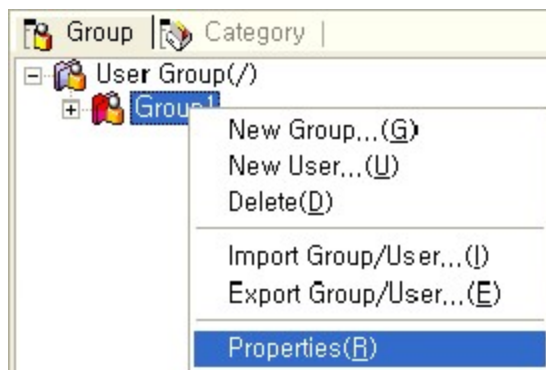 Group Category
User Group(/)
Group1
New Group...(G)
New User...(U)
Delete(D)
Import Group/User...(I)
Export Group/User...(E)
Properties(R)